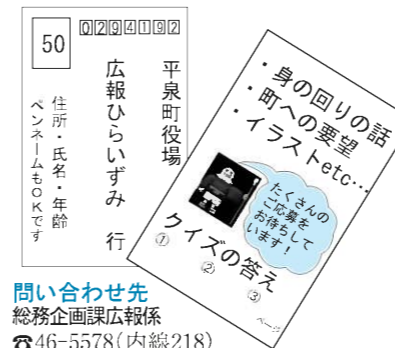 50
0294192
平泉町役場
広報ひらいずみ 行
住所・氏名・年齢
ペンネームもOKです
・身の回りの話
・町への要望
・イラストetc…
たくさんの
ご応募を
お待ちして
います!
クイズの答え
① ② ③
ページ
問い合わせ先
総務企画課広報係
☎46-5578(内線218)